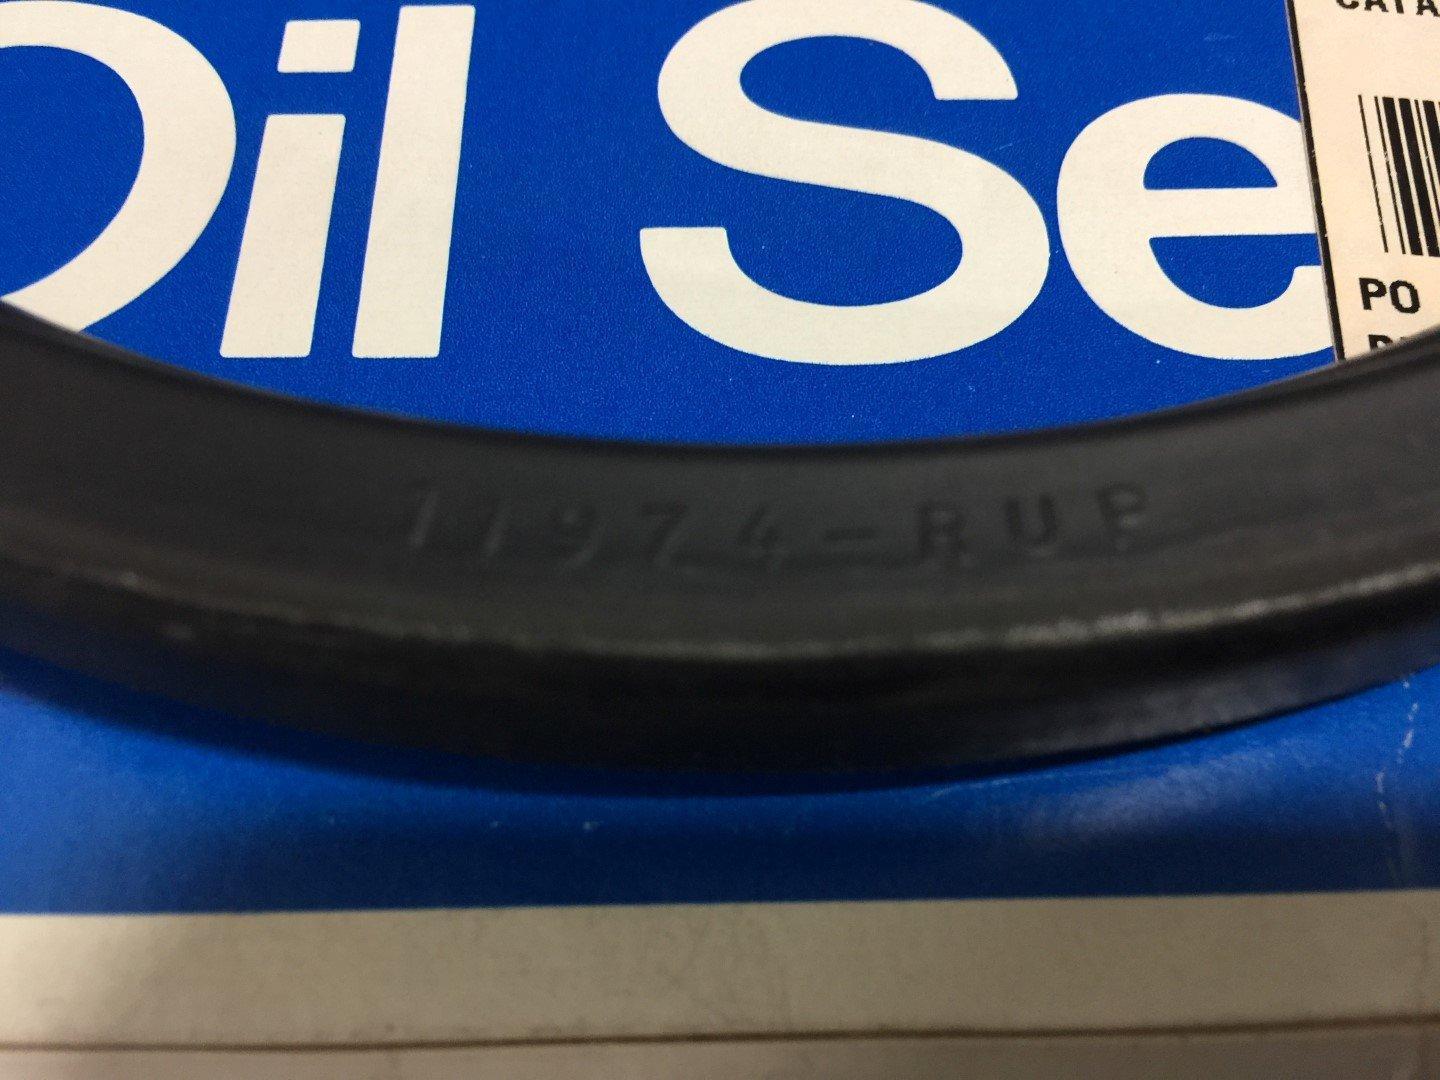 Oil Se
CATA
PO
11974-RUP